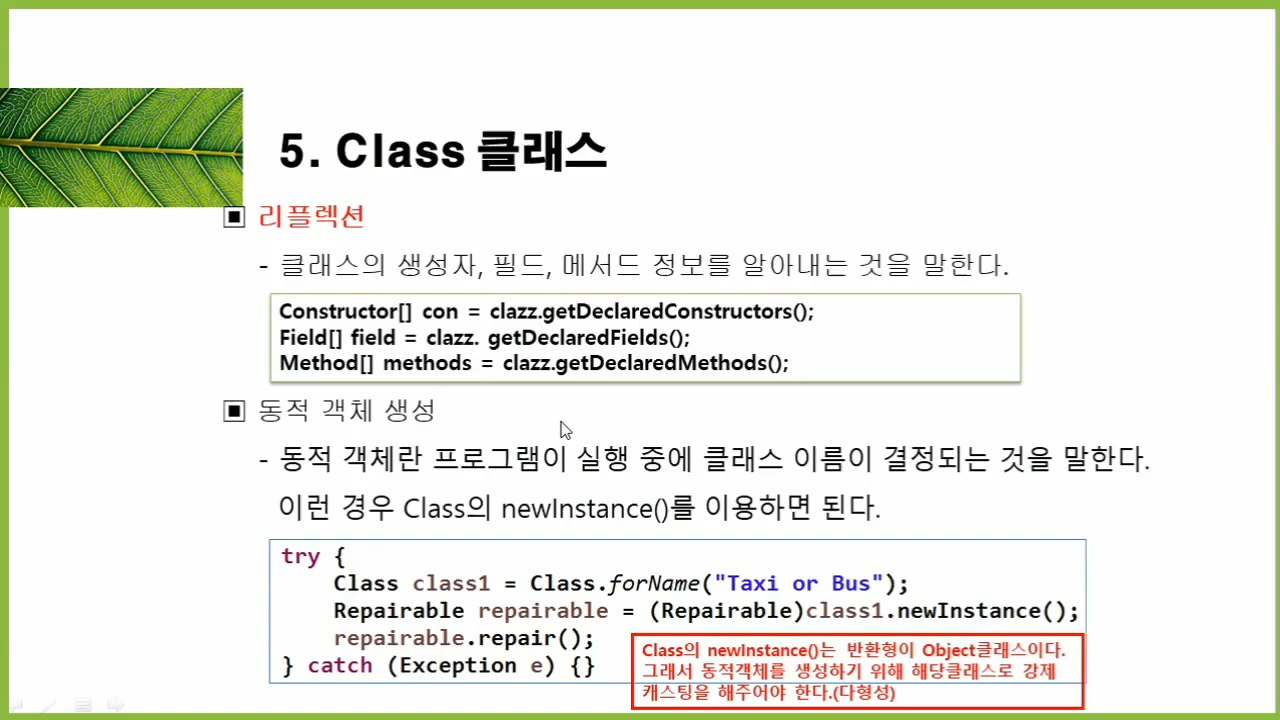 5. Class 클래스
▣ 리플렉션
- 클래스의 생성자, 필드, 메서드 정보를 알아내는 것을 말한다.
Constructor[] con = clazz.getDeclaredConstructors();
Field[] field = clazz. getDeclaredFields();
Method[] methods = clazz.getDeclaredMethods();
▣ 동적 객체 생성
- 동적 객체란 프로그램이 실행 중에 클래스 이름이 결정되는 것을 말한다.
이런 경우 Class의 newInstance()를 이용하면 된다.
try {
Class class1 = Class.forName("Taxi or Bus");
Repairable repairable = (Repairable)class1.newInstance();
repairable.repair();
} catch (Exception e) {}
Class의 newInstance()는 반환형이 Object클래스이다.
그래서 동적객체를 생성하기 위해 해당클래스로 강제
캐스팅을 해주어야 한다.(다형성)